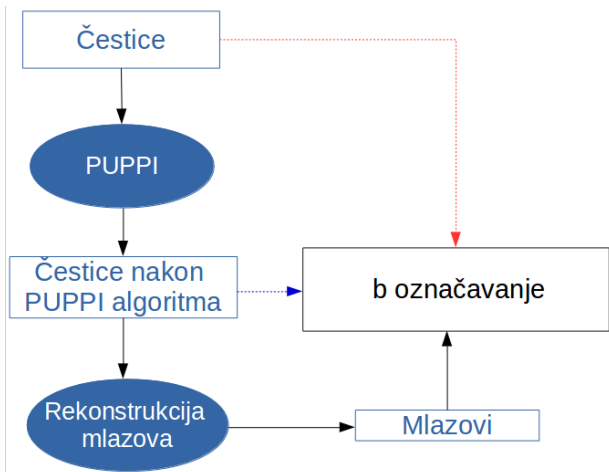 Čestice
PUPPI
Čestice nakon
PUPPI algoritma
b označavanje
Rekonstrukcija
mlazova
Mlazovi